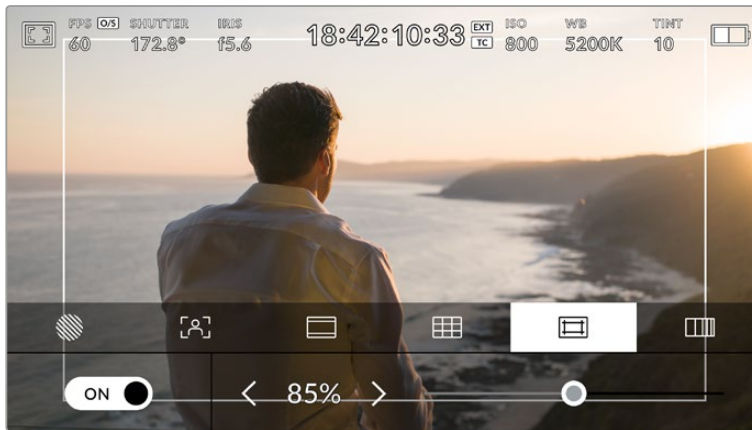 FPS O/S SHUTTER IRIS 18:42:10:33 EXT ISO WB TINT
60 172.8° f5.6 TC 800 5200K 10
ON 85%